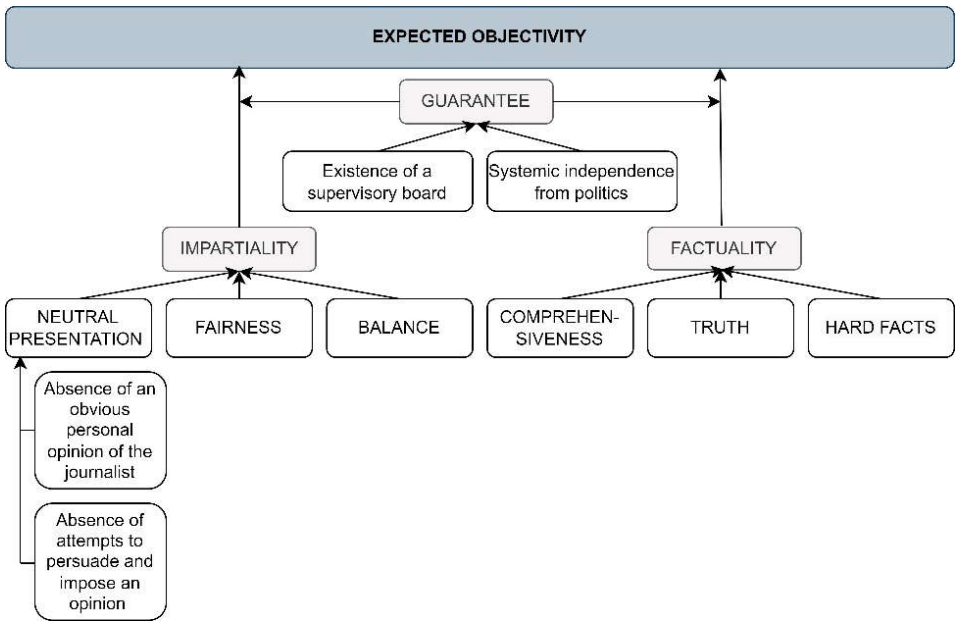 EXPECTED OBJECTIVITY
GUARANTEE
Existence of a
supervisory board
Systemic independence
from politics
IMPARTIALITY
FACTUALITY
NEUTRAL
PRESENTATION
FAIRNESS
BALANCE
COMPREHEN-
SIVENESS
TRUTH
HARD FACTS
Absence of an
obvious
personal
opinion of the
journalist
Absence of
attempts to
persuade and
impose an
opinion